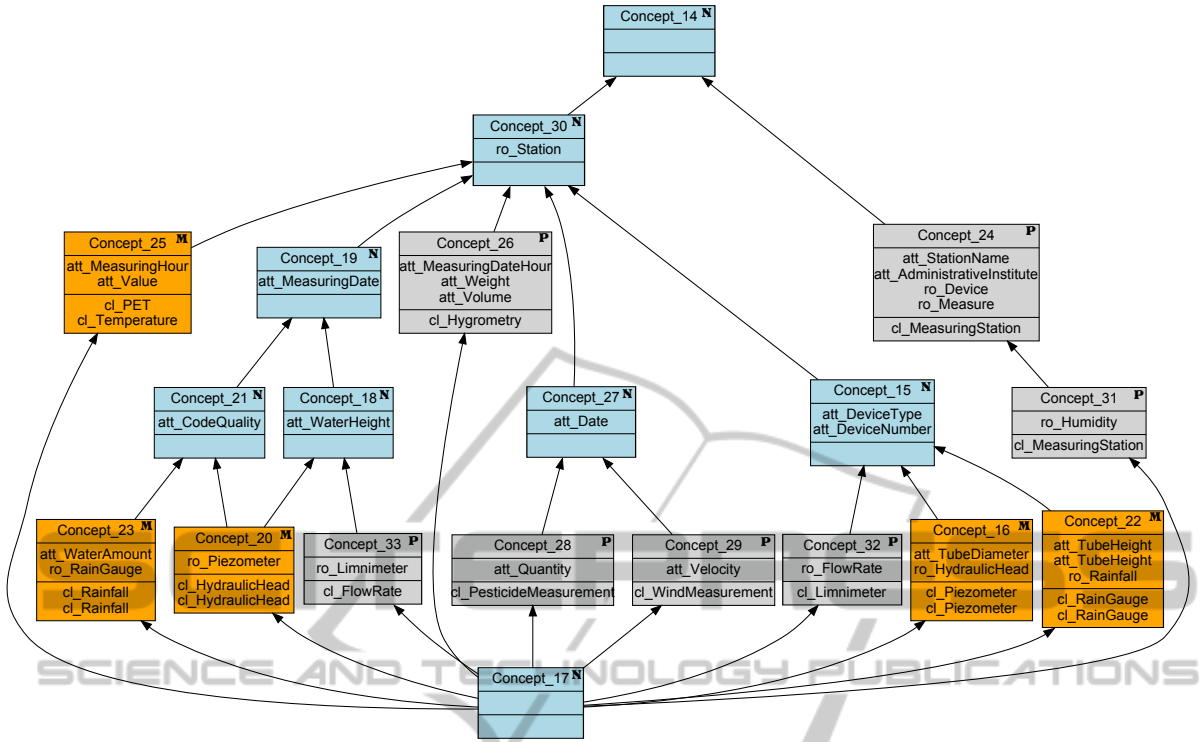 Concept_14 N
Concept_30 N
ro_Station
Concept_25 M
att_MeasuringHour
att_Value
cl_PET
cl_Temperature
Concept_19 N
att_MeasuringDate
Concept_26 P
att_MeasuringDateHour
att_Weight
att_Volume
cl_Hygrometry
Concept_24 P
att_StationName
att_AdministrativeInstitute
ro_Device
ro_Measure
cl_MeasuringStation
Concept_21 N
att_CodeQuality
Concept_18 N
att_WaterHeight
Concept_27 N
att_Date
Concept_15 N
att_DeviceType
att_DeviceNumber
Concept_31 P
ro_Humidity
cl_MeasuringStation
Concept_23 M
att_WaterAmount
ro_RainGauge
cl_Rainfall
cl_Rainfall
Concept_20 M
ro_Piezometer
cl_HydraulicHead
cl_HydraulicHead
Concept_33 P
ro_Limnimeter
cl_FlowRate
Concept_28 P
att_Quantity
cl_PesticideMeasurement
Concept_29 P
att_Velocity
cl_WindMeasurement
Concept_32 P
ro_FlowRate
cl_Limnimeter
Concept_16 M
att_TubeDiameter
ro_HydraulicHead
cl_Piezometer
cl_Piezometer
Concept_22 M
att_TubeHeight
att_TubeHeight
ro_Rainfall
cl_RainGauge
cl_RainGauge
Concept_17 N
SCITEPRESS
SCIENCE AND TECHNOLOGY PUBLICATIONS